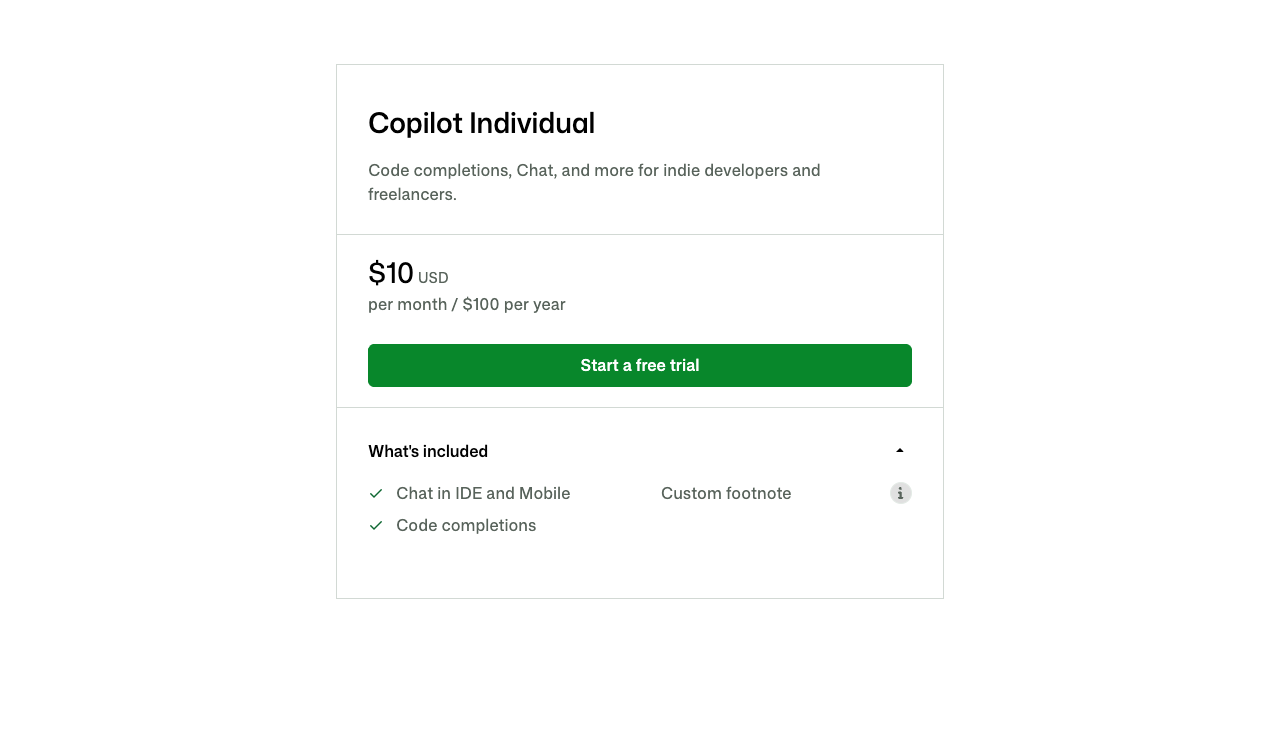 Copilot Individual
Code completions, Chat, and more for indie developers and
freelancers.
$10 USD
per month / $100 per year
Start a free trial
What's included
Chat in IDE and Mobile
Custom footnote
Code completions